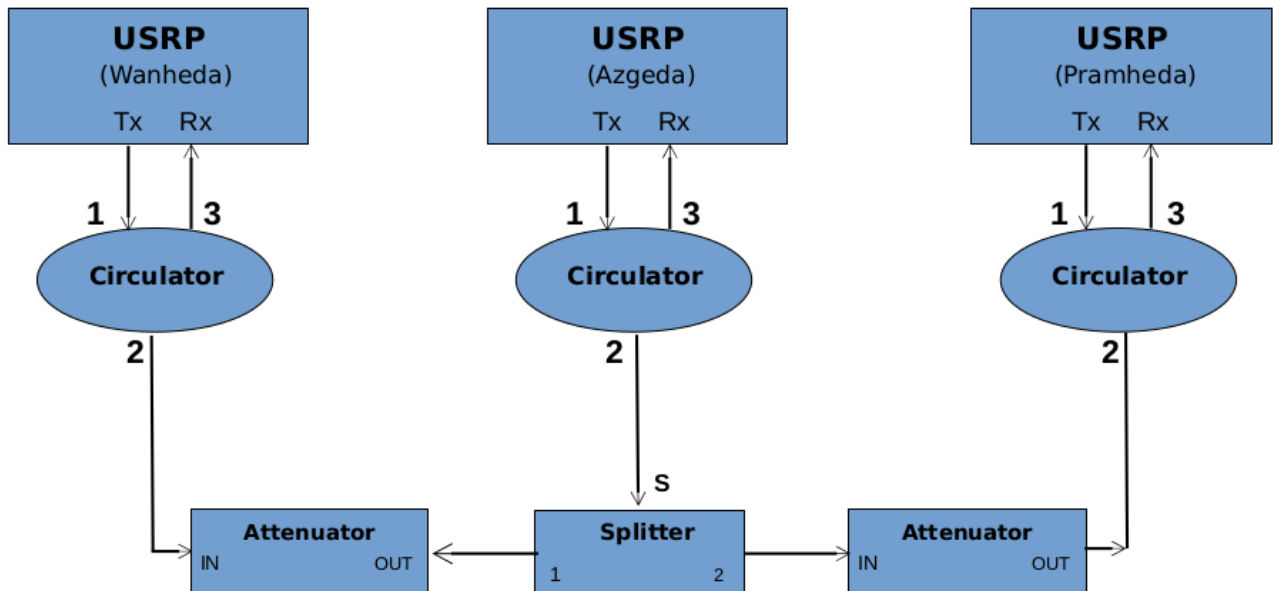 USRP
(Wanheda)
Tx Rx
USRP
(Azgeda)
Tx Rx
USRP
(Pramheda)
Tx Rx
1 3
Circulator
2
1 3
Circulator
2
1 3
Circulator
2
S
Attenuator
IN OUT
Splitter
1 2
Attenuator
IN OUT